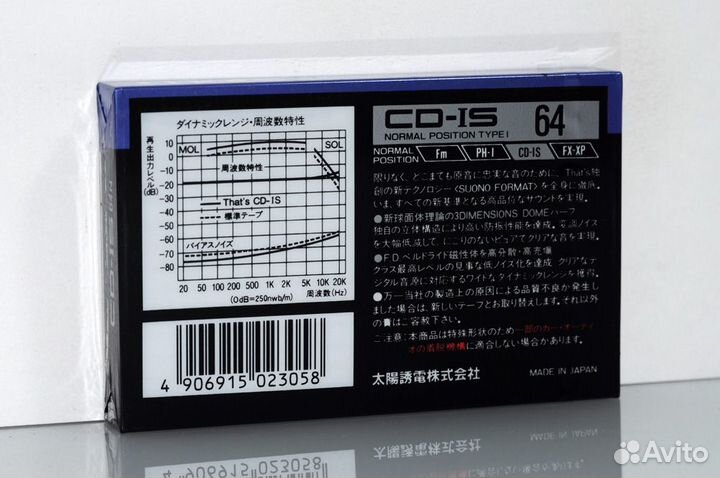 ダイナミックレンジ・周波数特性
再生出力レベル(dB)
20
10
0
-10
-20
-30
-40
-50
-60
-70
-80
MOL
SOL
周波数特性
That's CD-IS
標準テープ
バイアスノイズ
20 50 100 200 500 1K 2K 5K 10K 20K
(0dB=250nwb/m) 周波数(Hz)
4 906915 023058
CD-IS 64
NORMAL POSITION TYPE I
NORMAL POSITION Fm PH-I CD-IS FX-XP
限りなく、どこまでも原音に忠実な音のために、That's独
創の新テクノロジー〈SUONO FORMAT〉を全身に徹底。
いま、すべての新基準となる高品位なサウンドを実現。
●新球面体理論の3DIMENSIONS DOMEハーフ
独自の立体構造により高い防振性能を達成。変調ノイズ
を大幅低減して、にごりのないピュアでクリアな音を実現。
●FDベルドライド磁性体を高分散・高充填
クラス最高レベルの見事な低ノイズ化を達成。クリアなデ
ジタル音源に対応するワイドなダイナミックレンジを獲得。
●万一当社の製造上の原因による品質不良が発生し
ました場合は、新しいテープとお取り替えします。それ以外
の責はご容赦下さい。
ご注意：本商品は特殊形状のため一部のカー・オーディ
オの着脱機構に適合しない場合があります。
太陽誘電株式会社 MADE IN JAPAN
Avito